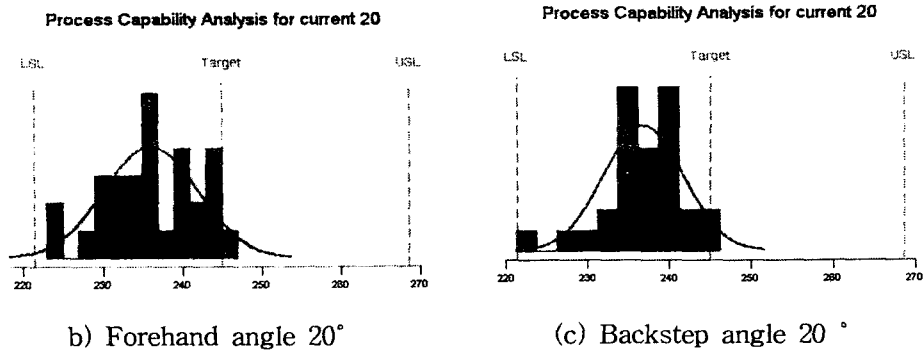 Process Capability Analysis for current 20
LSL Target USL
220 230 240 250 260 270
b) Forehand angle 20°
Process Capability Analysis for current 20
LSL Target USL
220 230 240 250 260 270
(c) Backstep angle 20 °